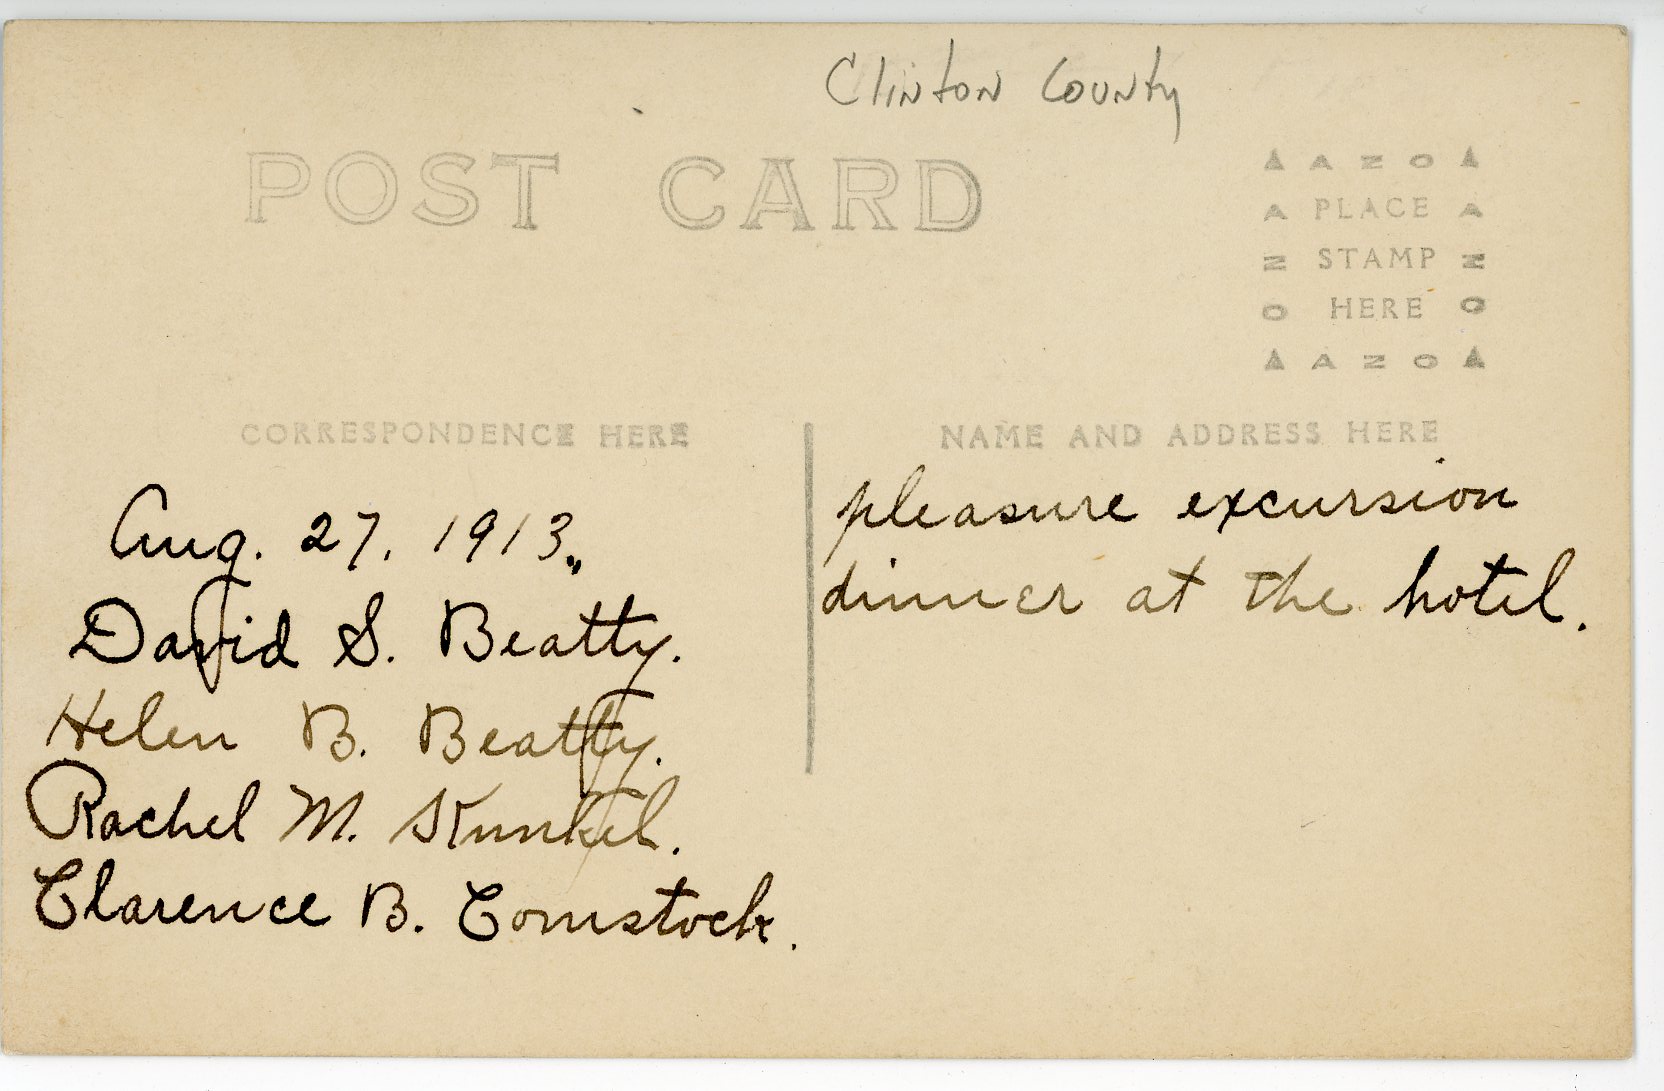 Clinton County
POST CARD
▲ AZO ▲
A PLACE A
N STAMP N
O HERE O
▲ AZO ▲
CORRESPONDENCE HERE
NAME AND ADDRESS HERE
Aug. 27, 1913.,
David S. Beatty.
Helen B. Beatty.
Rachel M. Kunkel.
Clarence B. Comstock.
pleasure excursion
dinner at the hotel.